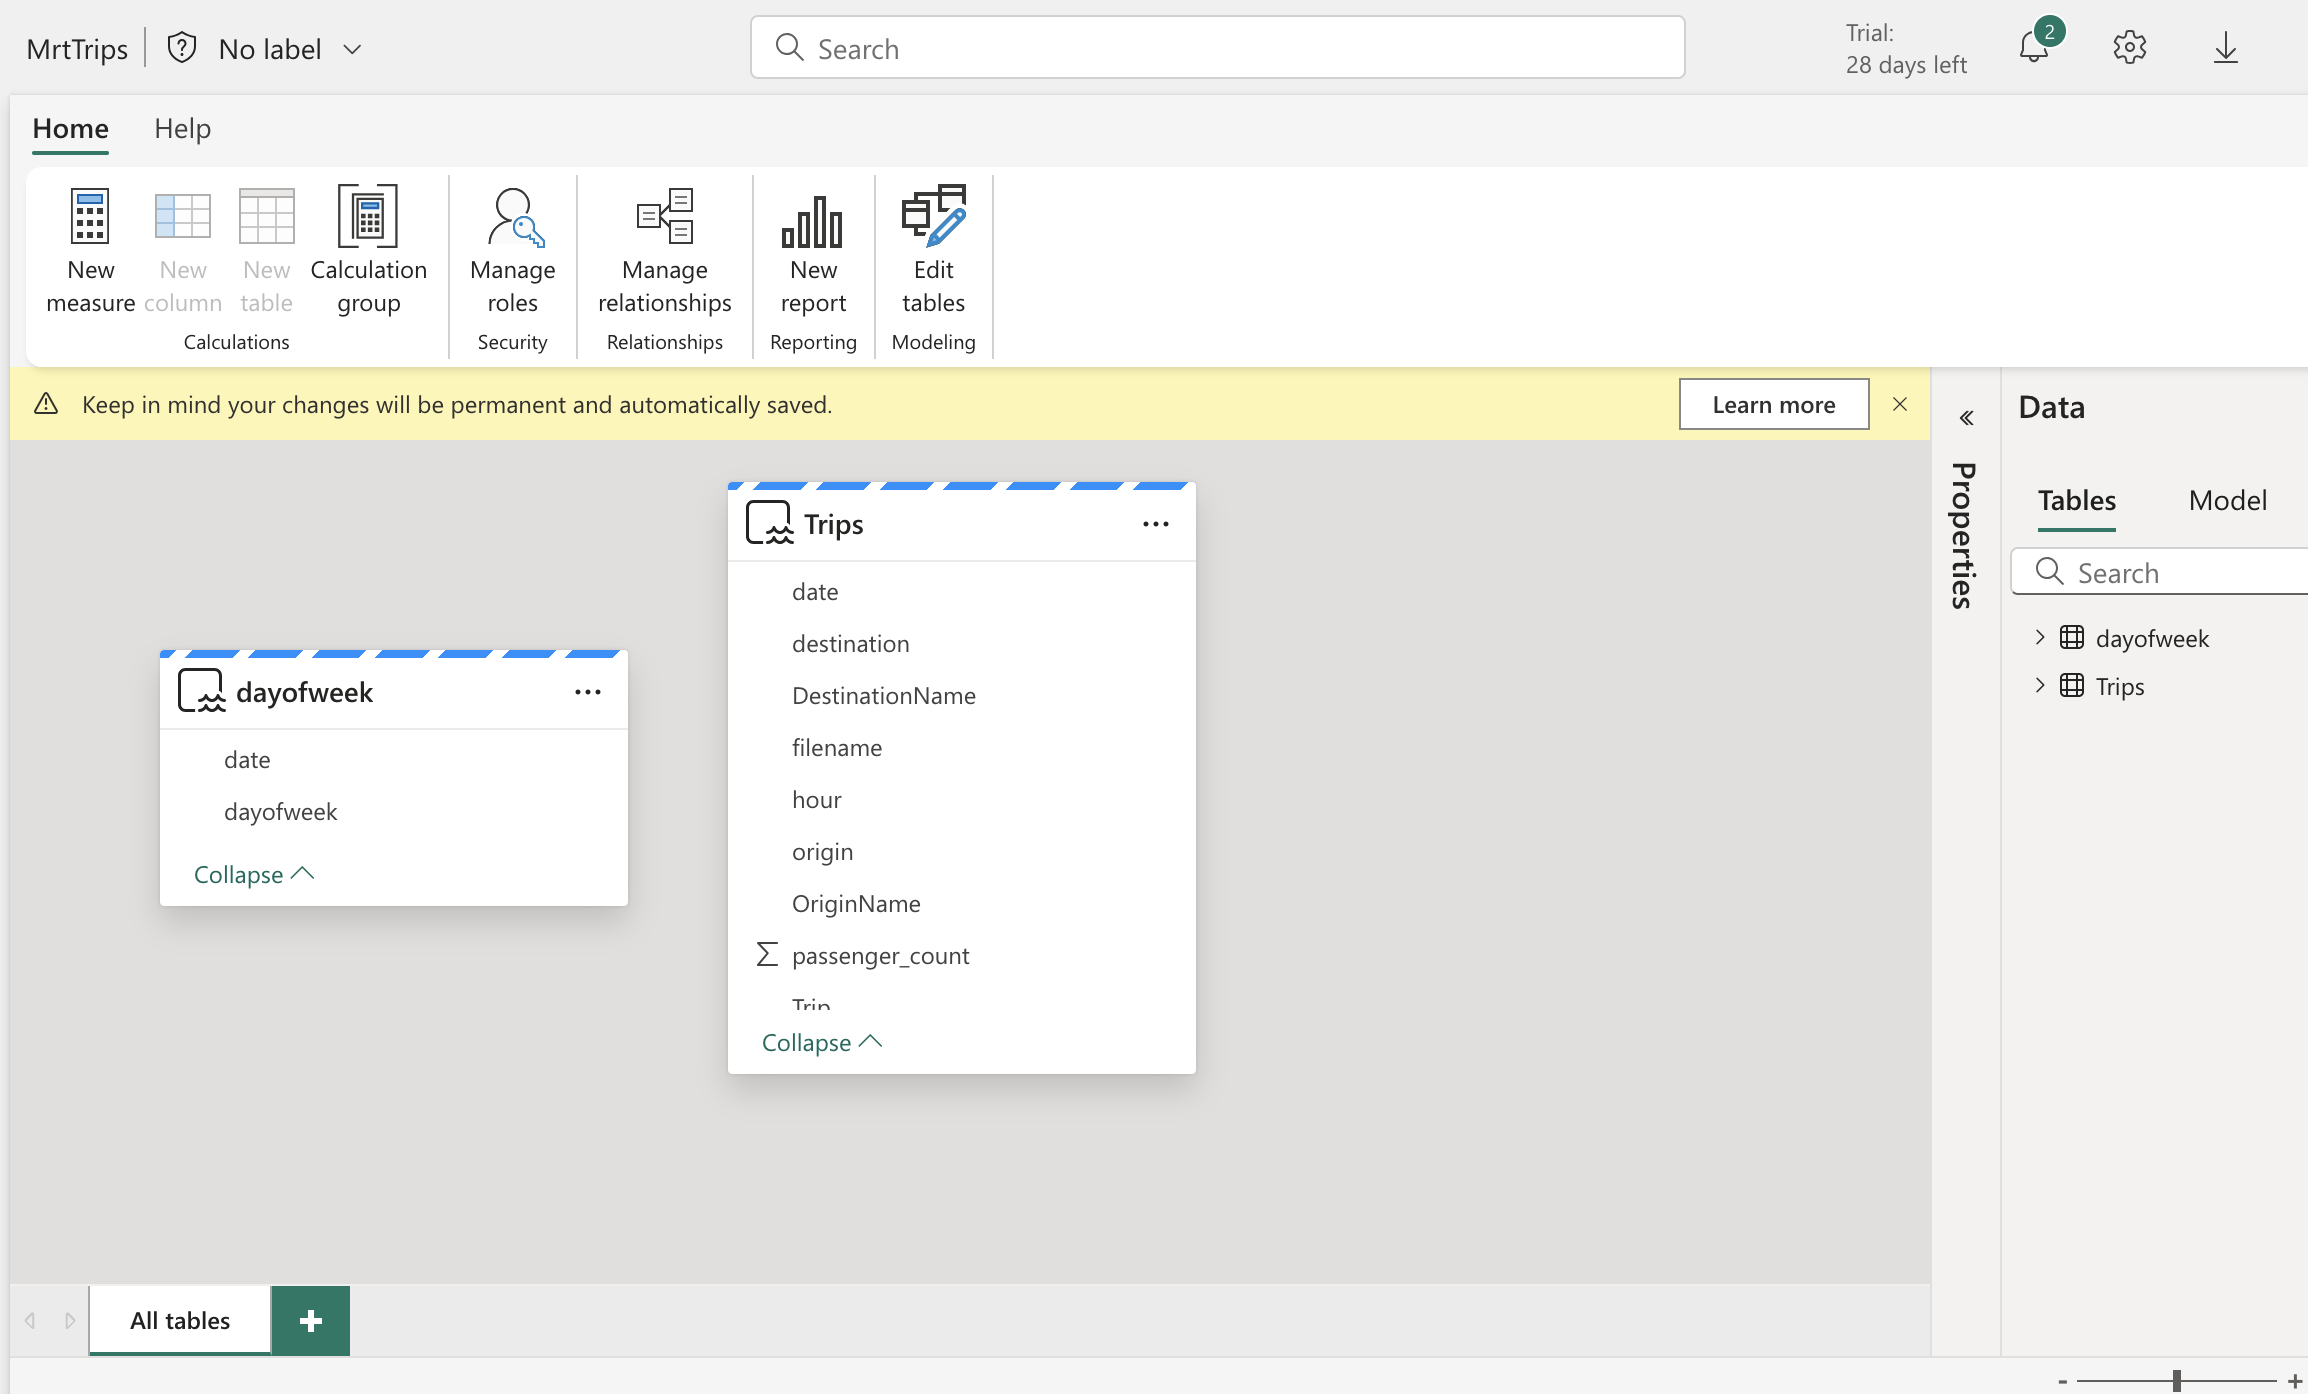 MrtTrips
No label
Search
Trial:
28 days left
2
Home
Help
New
measure
New
column
New
table
Calculation
group
Calculations
Manage
roles
Security
Manage
relationships
Relationships
New
report
Reporting
Edit
tables
Modeling
Keep in mind your changes will be permanent and automatically saved.
Learn more
Properties
Data
Tables
Model
Search
dayofweek
Trips
dayofweek
date
dayofweek
Collapse
Trips
date
destination
DestinationName
filename
hour
origin
OriginName
passenger_count
Trip
Collapse
All tables
+
-
+